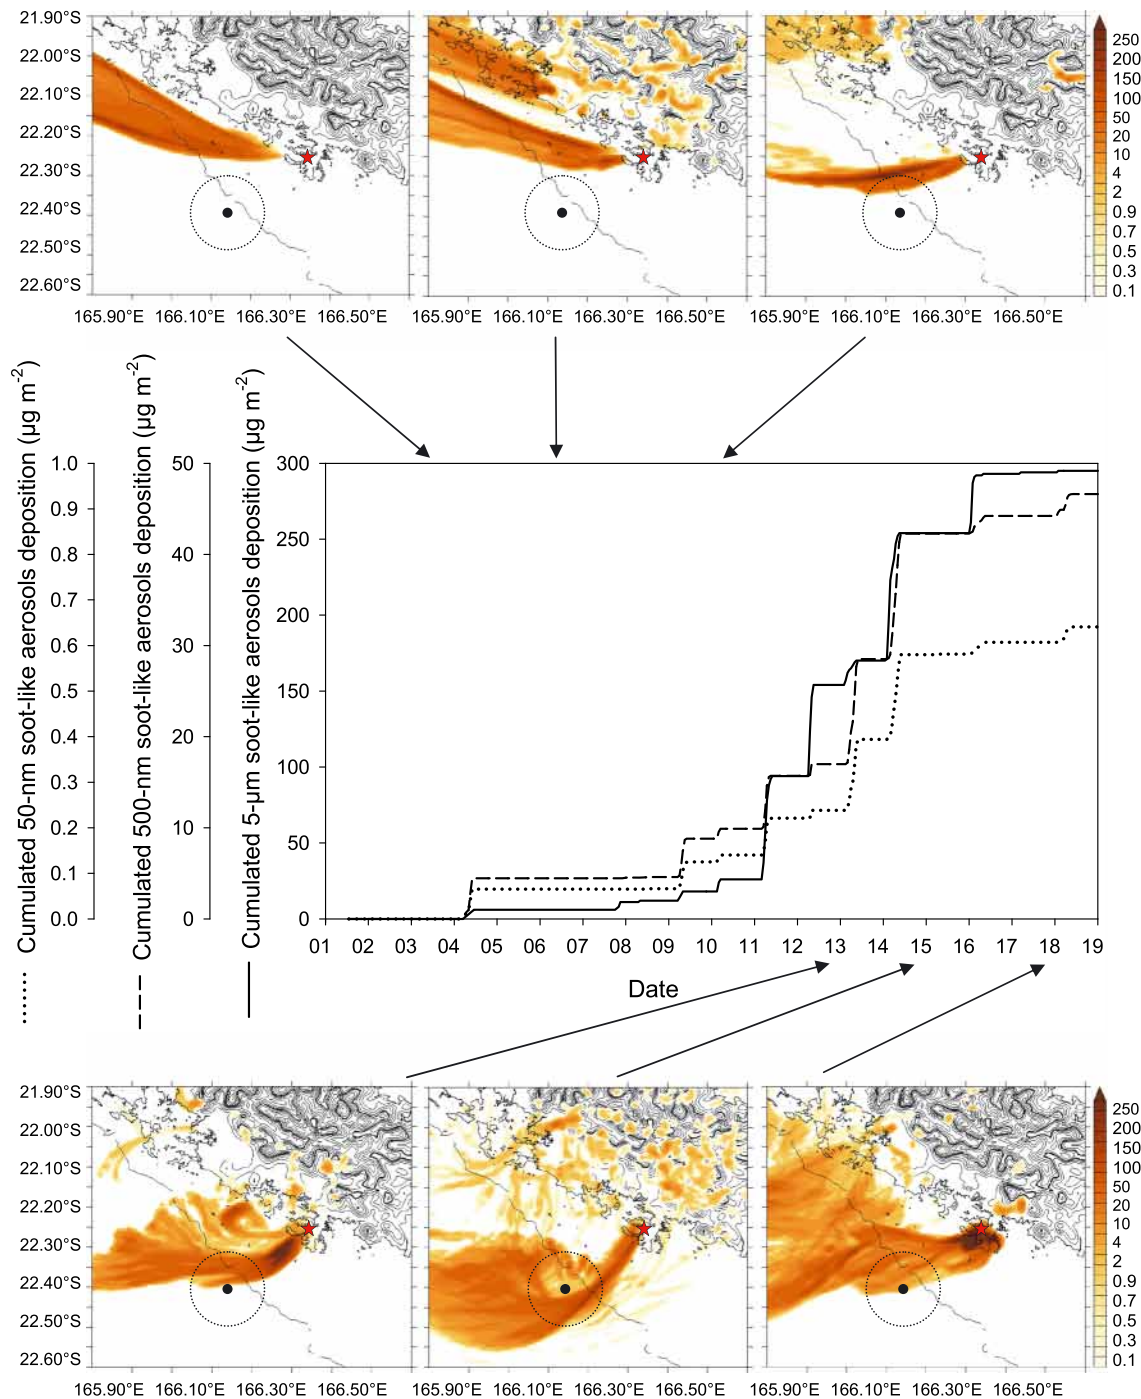 21.90°S
22.00°S
22.10°S
22.20°S
22.30°S
22.40°S
22.50°S
22.60°S
165.90°E 166.10°E 166.30°E 166.50°E
165.90°E 166.10°E 166.30°E 166.50°E
165.90°E 166.10°E 166.30°E 166.50°E
250
200
150
100
50
20
10
4
2
0.9
0.7
0.5
0.3
0.1
Cumulated 50-nm soot-like aerosols deposition (µg m-2)
1.0
0.9
0.8
0.7
0.6
0.5
0.4
0.3
0.2
0.1
0.0
Cumulated 500-nm soot-like aerosols deposition (µg m-2)
50
40
30
20
10
0
Cumulated 5-µm soot-like aerosols deposition (µg m-2)
300
250
200
150
100
50
0
01 02 03 04 05 06 07 08 09 10 11 12 13 14 15 16 17 18 19
Date
21.90°S
22.00°S
22.10°S
22.20°S
22.30°S
22.40°S
22.50°S
22.60°S
165.90°E 166.10°E 166.30°E 166.50°E
165.90°E 166.10°E 166.30°E 166.50°E
165.90°E 166.10°E 166.30°E 166.50°E
250
200
150
100
50
20
10
4
2
0.9
0.7
0.5
0.3
0.1